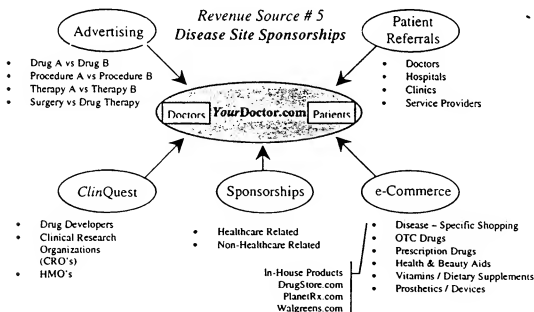 Revenue Source # 5
Disease Site Sponsorships
Advertising
• Drug A vs Drug B
• Procedure A vs Procedure B
• Therapy A vs Therapy B
• Surgery vs Drug Therapy
Patient
Referrals
• Doctors
• Hospitals
• Clinics
• Service Providers
Doctors
YourDoctor.com
Patients
ClinQuest
• Drug Developers
• Clinical Research
Organizations
(CRO's)
• HMO's
Sponsorships
• Healthcare Related
• Non-Healthcare Related
e-Commerce
• Disease – Specific Shopping
• OTC Drugs
• Prescription Drugs
• Health & Beauty Aids
• Vitamins / Dietary Supplements
• Prosthetics / Devices
In-House Products
DrugStore.com
PlanetRx.com
Walgreens.com